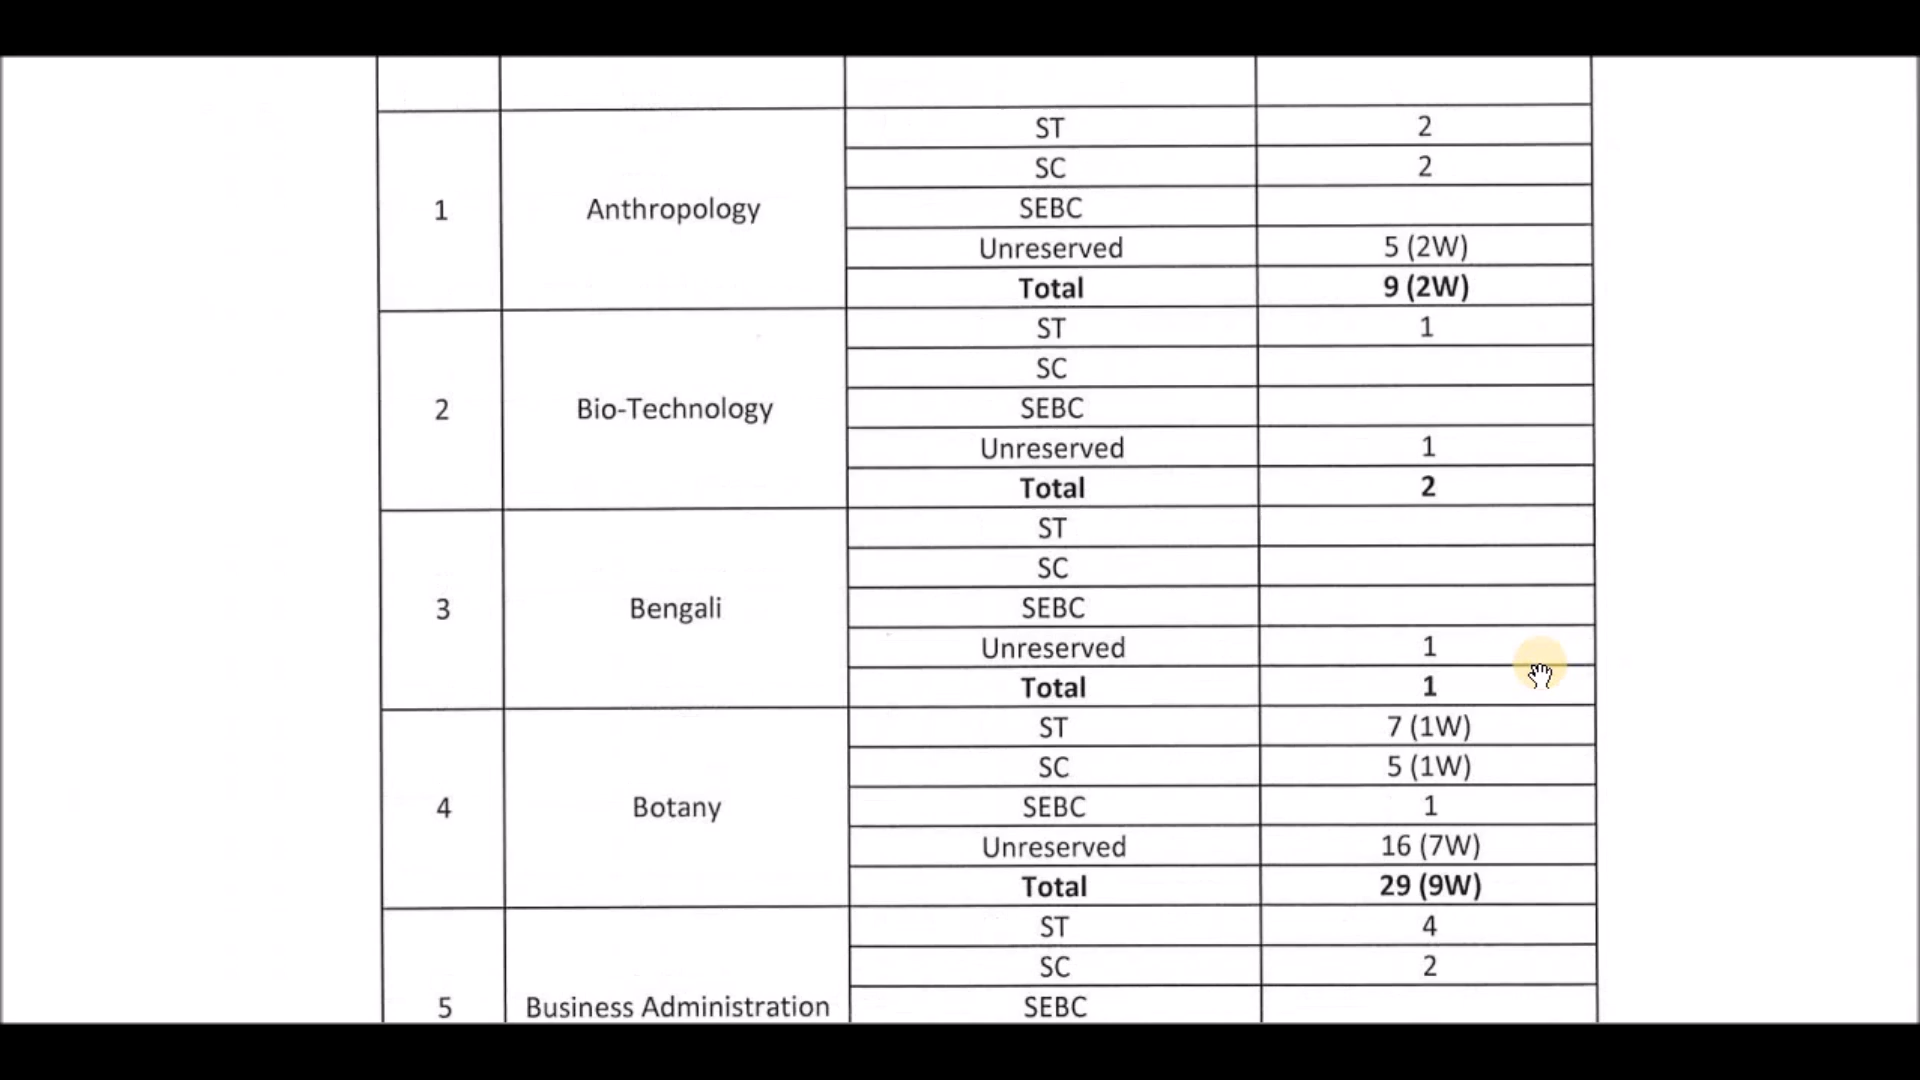 1 Anthropology
ST 2
SC 2
SEBC
Unreserved 5 (2W)
Total 9 (2W)
2 Bio-Technology
ST 1
SC
SEBC
Unreserved 1
Total 2
3 Bengali
ST
SC
SEBC
Unreserved 1
Total 1
4 Botany
ST 7 (1W)
SC 5 (1W)
SEBC 1
Unreserved 16 (7W)
Total 29 (9W)
5 Business Administration
ST 4
SC 2
SEBC